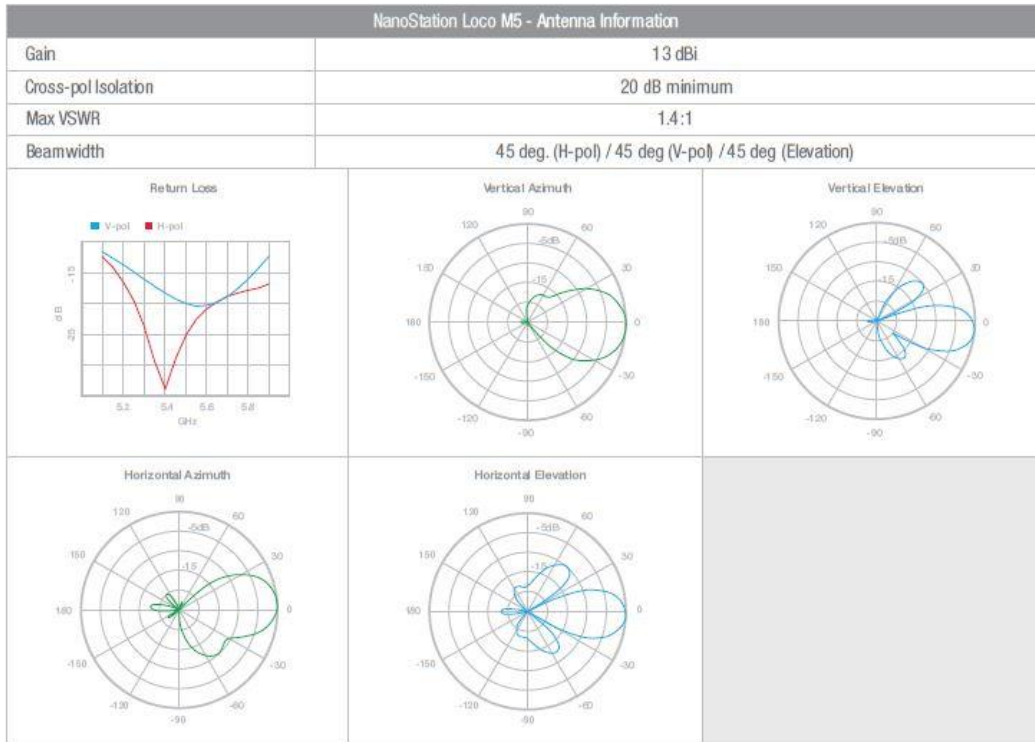 NanoStation Loco M5 - Antenna Information
Gain 13 dBi
Cross-pol Isolation 20 dB minimum
Max VSWR 1.4:1
Beamwidth 45 deg. (H-pol) / 45 deg (V-pol) / 45 deg (Elevation)
Return Loss
V-pol H-pol
-15
dB
-25
5.2 5.4 5.6 5.8
GHz
Vertical Azimuth
90
120 60
-5dB
150 30
-15
180 0
-150 -30
-120 60
-90
Vertical Elevation
90
120 60
-5dB
150 30
-15
180 0
-150 -30
-120 60
-90
Horizontal Azimuth
90
120 60
-5dB
150 30
-15
180 0
-150 -30
-120 -60
-90
Horizontal Elevation
90
120 60
-5dB
150 30
-15
180 0
-150 -30
-120 -60
-90